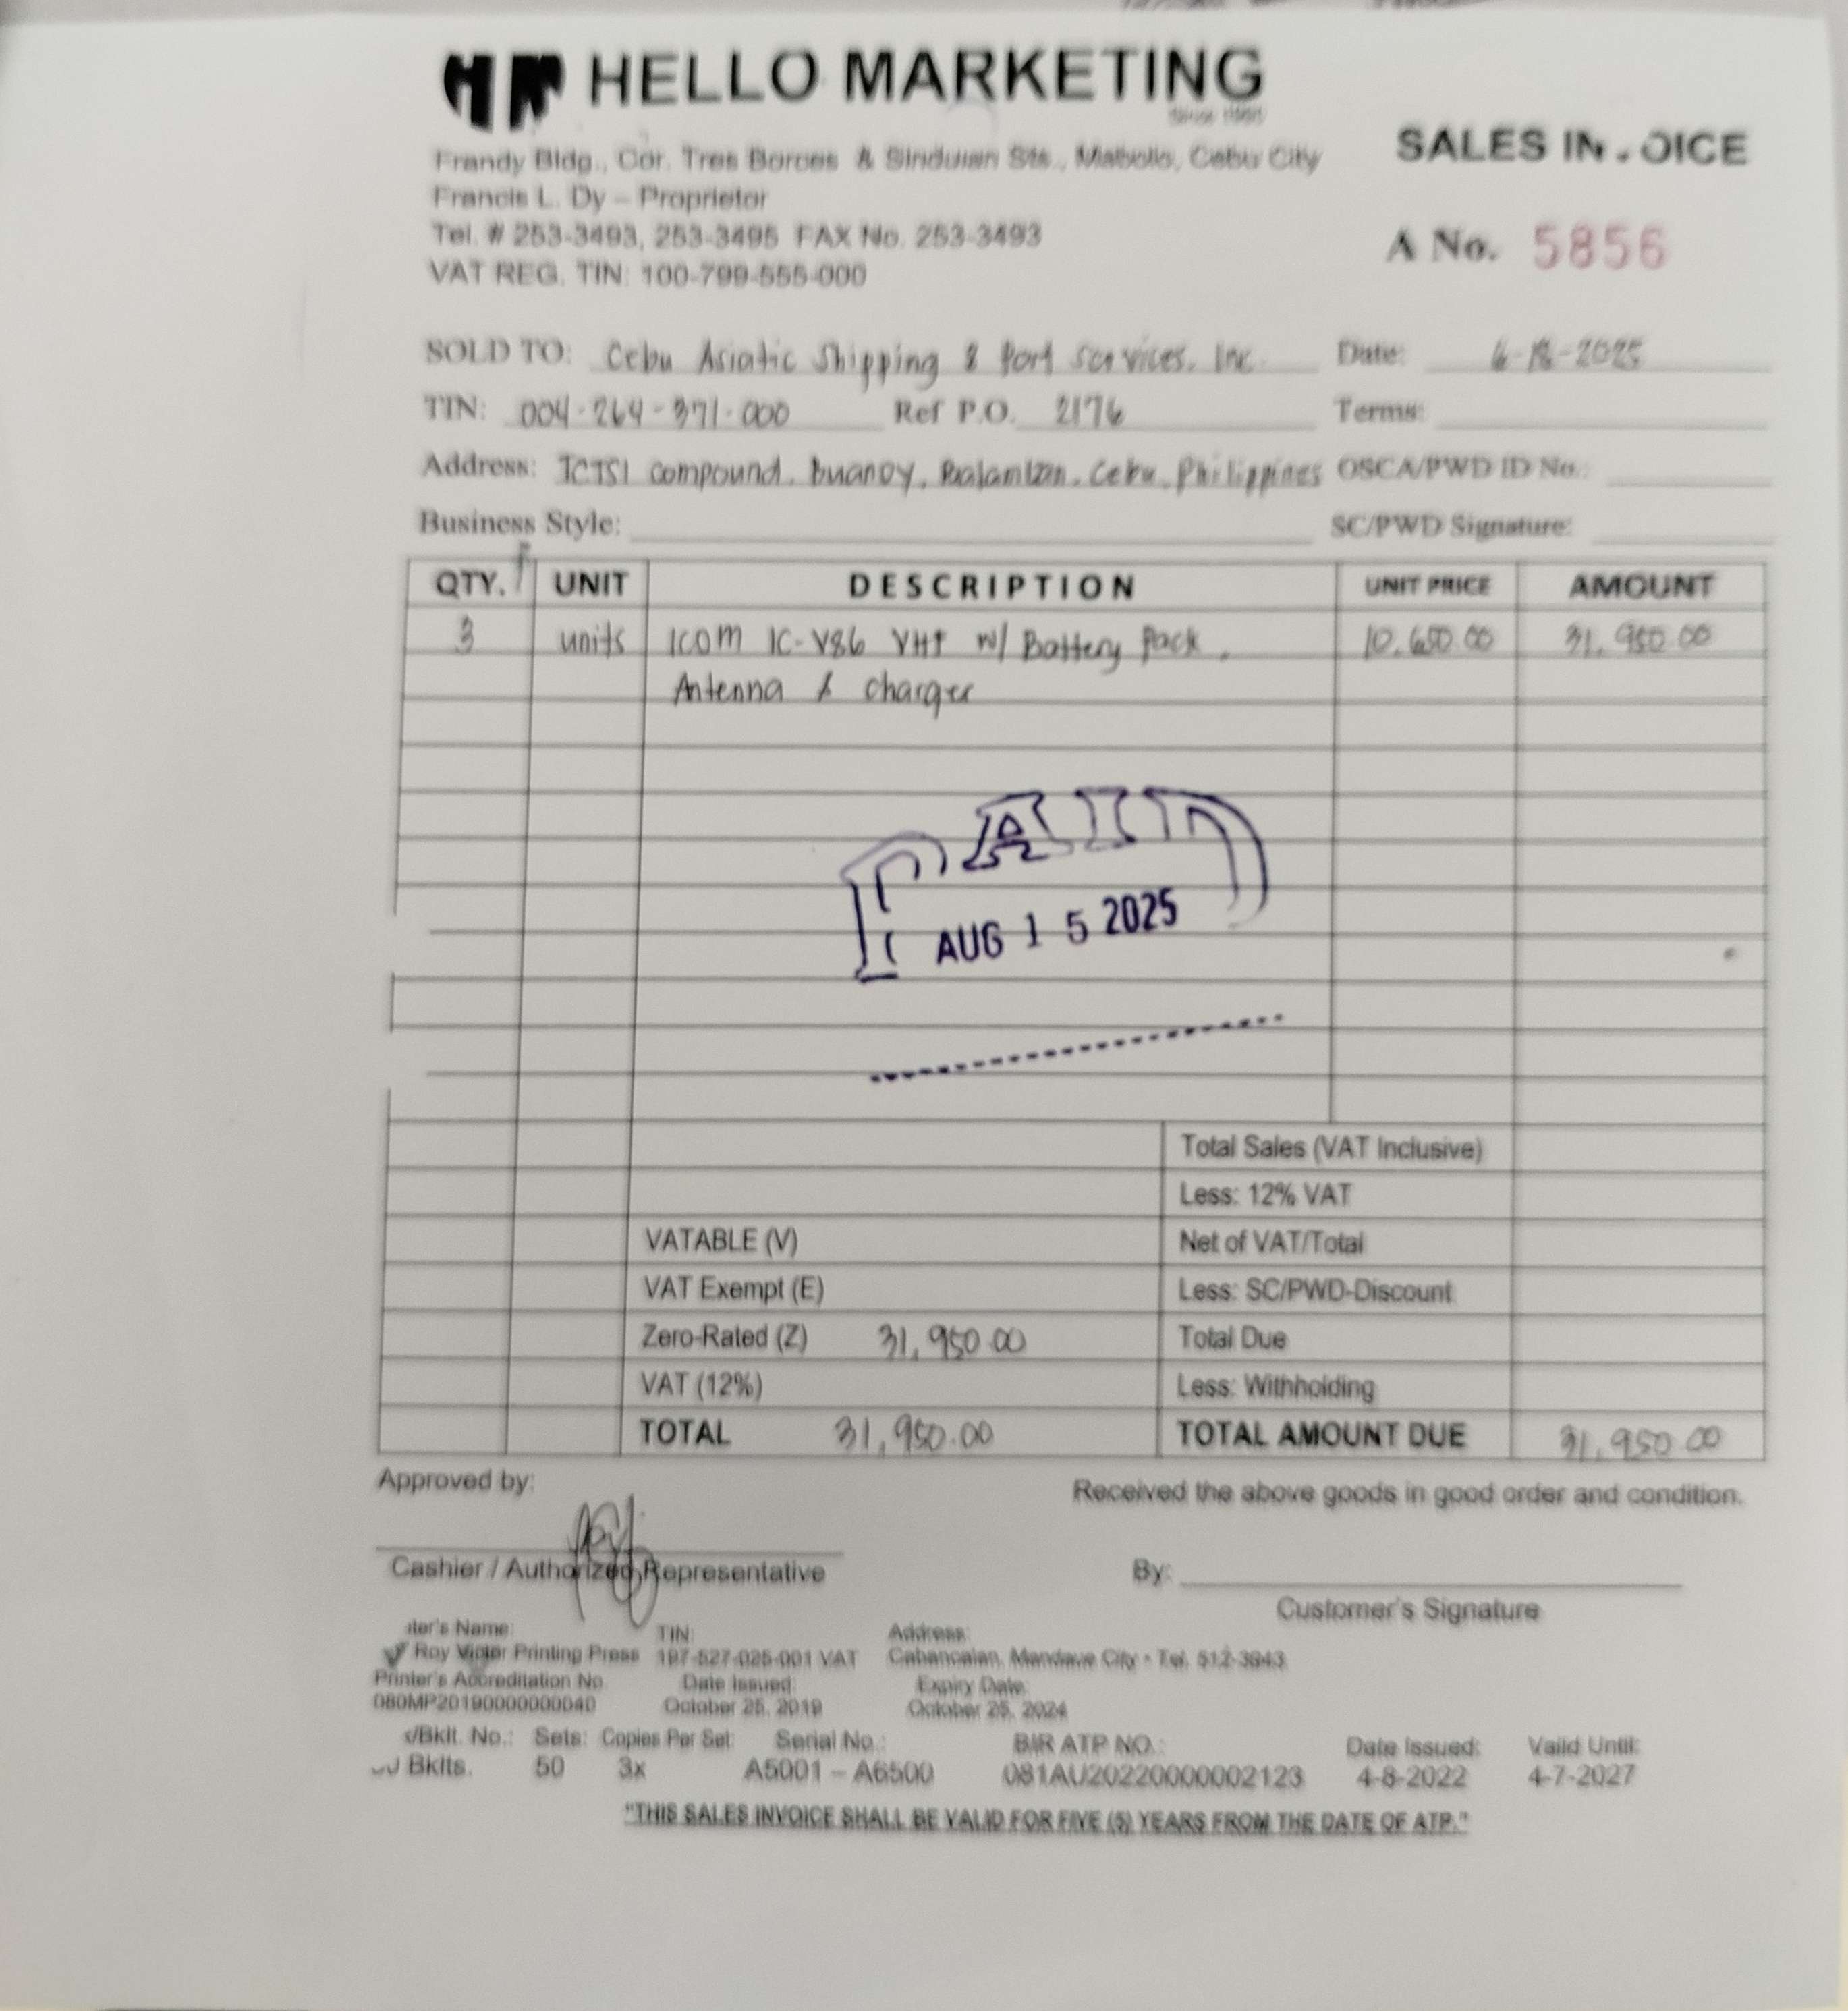 HM HELLO MARKETING
Since 1980
Frandy Bldg., Cor. Tres Borces & Sindulan Sts., Mabolo, Cebu City
SALES IN OICE
Francis L. Dy – Proprietor
Tel. # 253-3493, 253-3495 FAX No. 253-3493
A No. 5856
VAT REG. TIN: 100-799-555-000
SOLD TO: Cebu Asiatic Shipping & Port Services, Inc. Date: 6-18-2025
TIN: 004-264-371-000 Ref P.O. 2176 Terms:
Address: TCTSI compound, Buanoy, Balamban, Cebu, Philippines OSCA/PWD ID No.:
Business Style: SC/PWD Signature:
QTY. UNIT DESCRIPTION UNIT PRICE AMOUNT
3 units ICOM IC-V86 VHF w/ Battery Pack, 10,650.00 31,950.00
Antenna & charger
PAID
AUG 15 2025
Total Sales (VAT Inclusive)
Less: 12% VAT
VATABLE (V) Net of VAT/Total
VAT Exempt (E) Less: SC/PWD-Discount
Zero-Rated (Z) 31,950.00 Total Due
VAT (12%) Less: Withholding
TOTAL 31,950.00 TOTAL AMOUNT DUE 31,950.00
Approved by: Received the above goods in good order and condition.
Cashier / Authorized Representative By:
Customer's Signature
ter's Name: TIN: Address:
Roy Victor Printing Press 197-527-025-001 VAT Cabancalan, Mandaue City • Tel. 512-3843
Printer's Accreditation No. Date Issued: Expiry Date:
080MP20190000000040 October 25, 2019 October 25, 2024
/Bklt. No.: Sets: Copies Per Set: Serial No.: BIR ATP NO.: Date Issued: Valid Until:
Bklts. 50 3x A5001 – A6500 081AU20220000002123 4-8-2022 4-7-2027
"THIS SALES INVOICE SHALL BE VALID FOR FIVE (5) YEARS FROM THE DATE OF ATP."